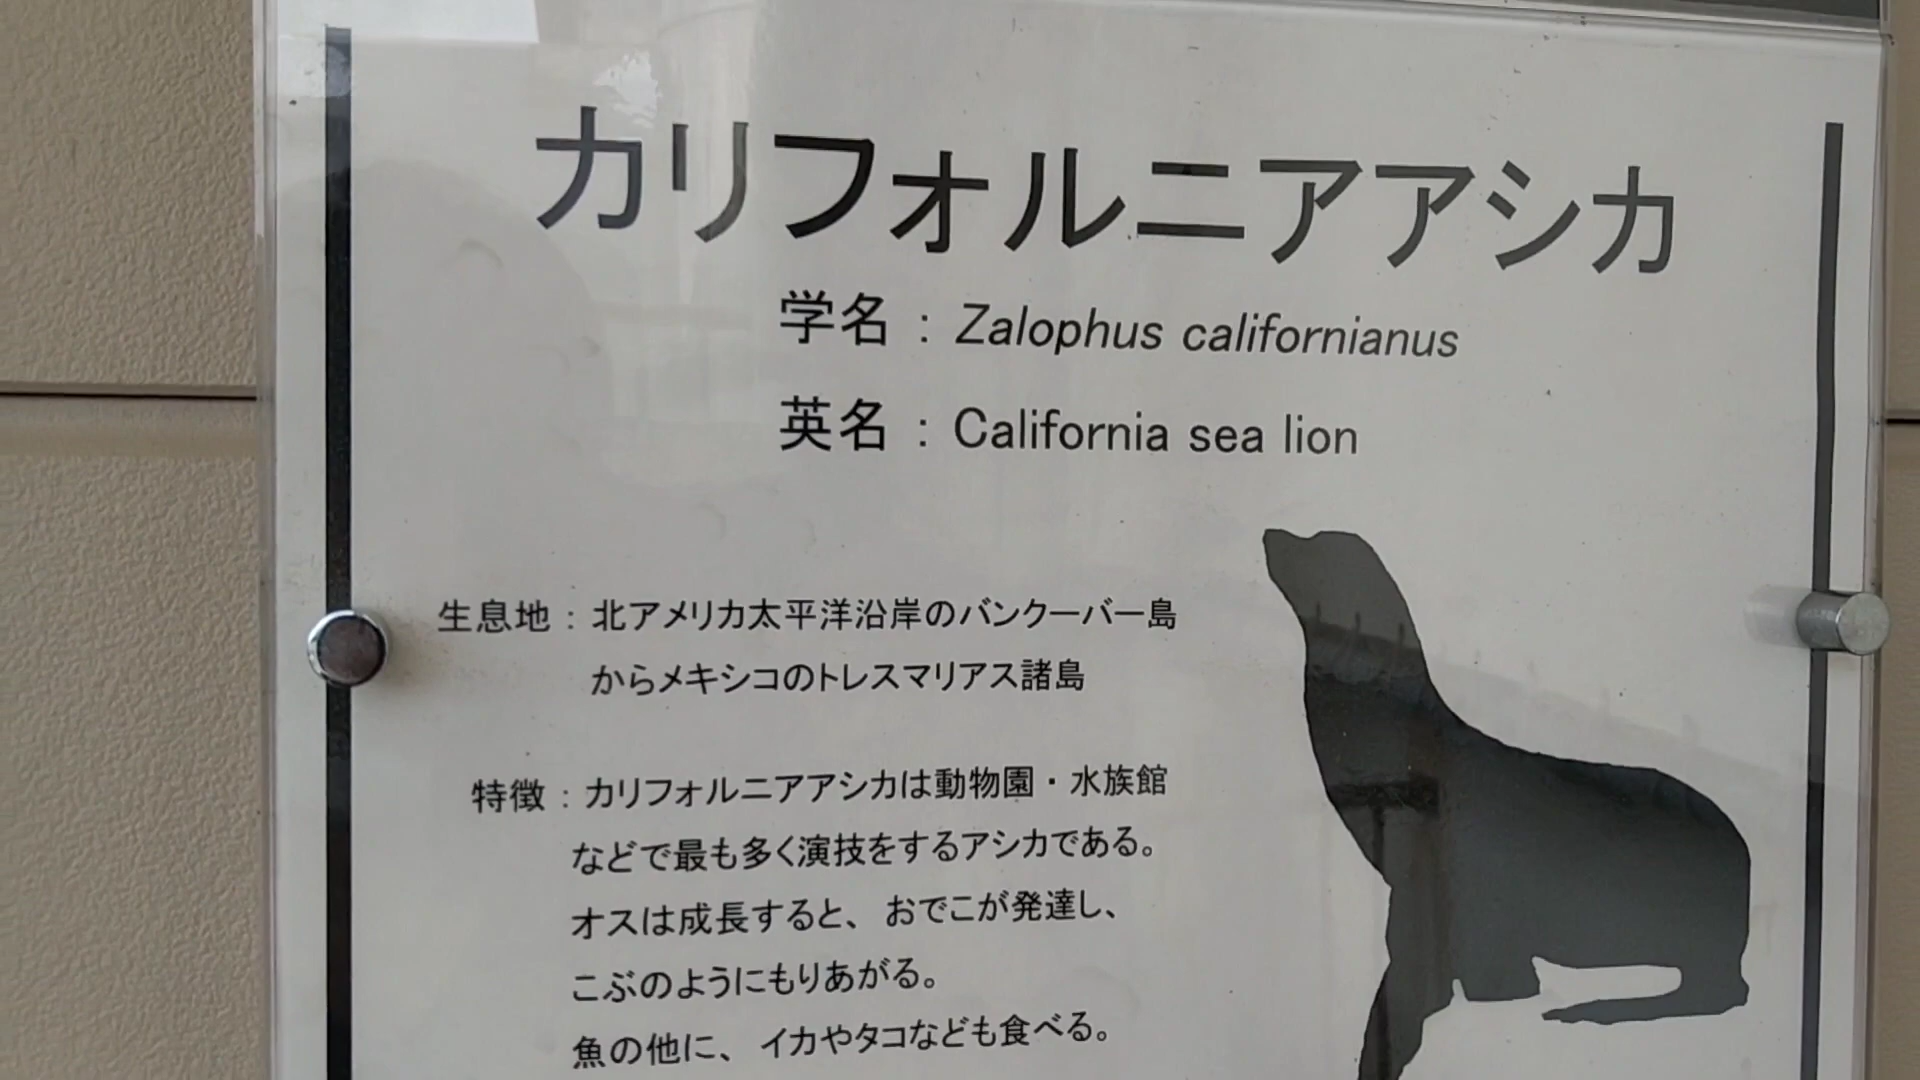 カリフォルニアアシカ
学名：Zalophus californianus
英名：California sea lion
生息地：北アメリカ太平洋沿岸のバンクーバー島
からメキシコのトレスマリアス諸島
特徴：カリフォルニアアシカは動物園・水族館
などで最も多く演技をするアシカである。
オスは成長すると、おでこが発達し、
こぶのようにもりあがる。
魚の他に、イカやタコなども食べる。